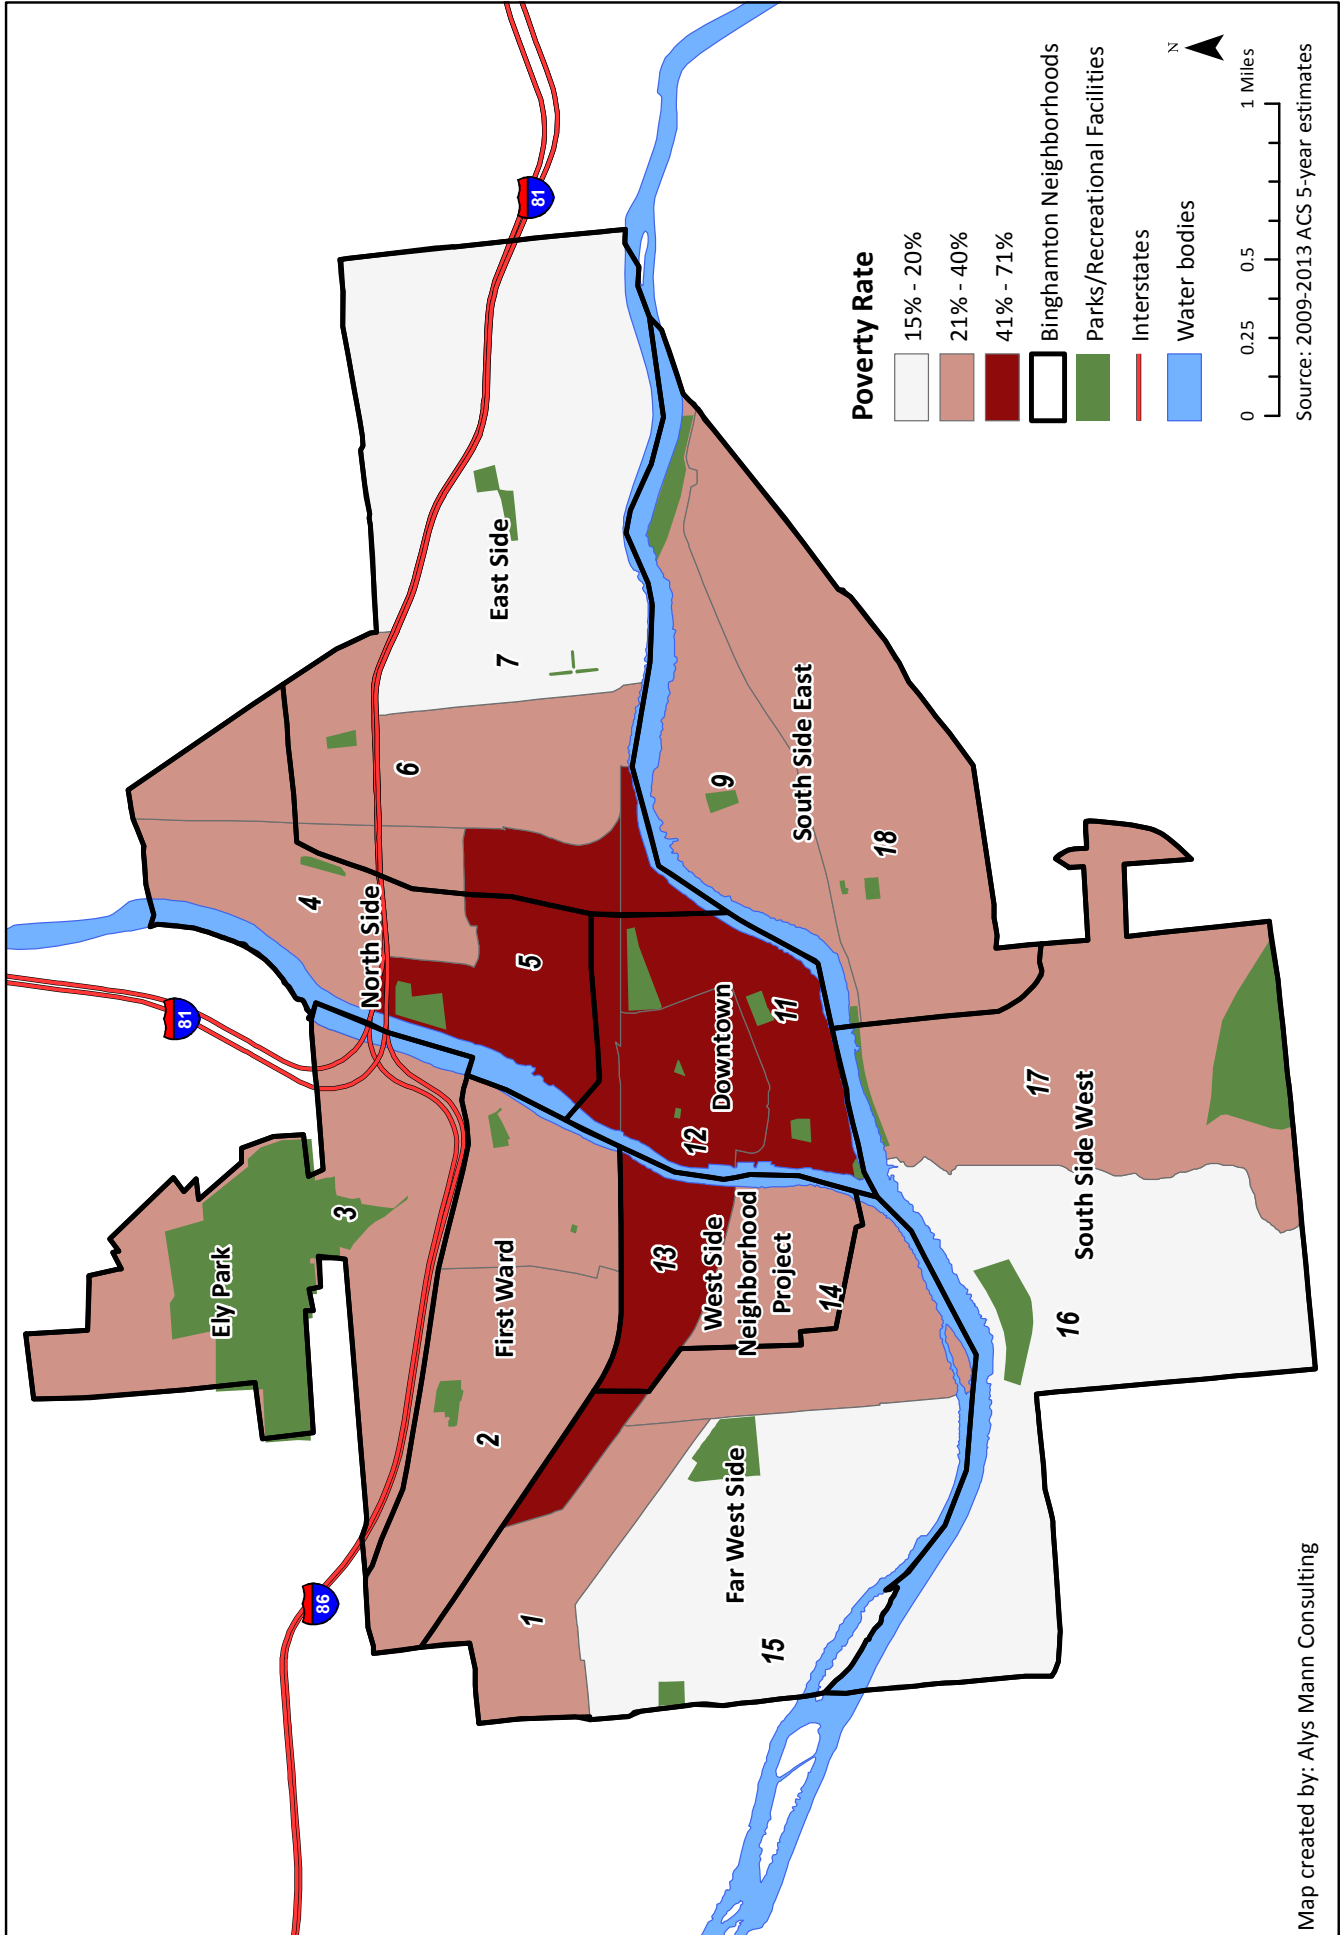 81
86
81
Ely Park
3
4
North Side
6
2
First Ward
5
7
East Side
1
13
West Side
Neighborhood
Project
14
12
Downtown
11
9
South Side East
18
Far West Side
15
16
South Side West
17
Poverty Rate
15% - 20%
21% - 40%
41% - 71%
Binghamton Neighborhoods
Parks/Recreational Facilities
Interstates
Water bodies
N
0 0.25 0.5 1 Miles
Source: 2009-2013 ACS 5-year estimates
Map created by: Alys Mann Consulting